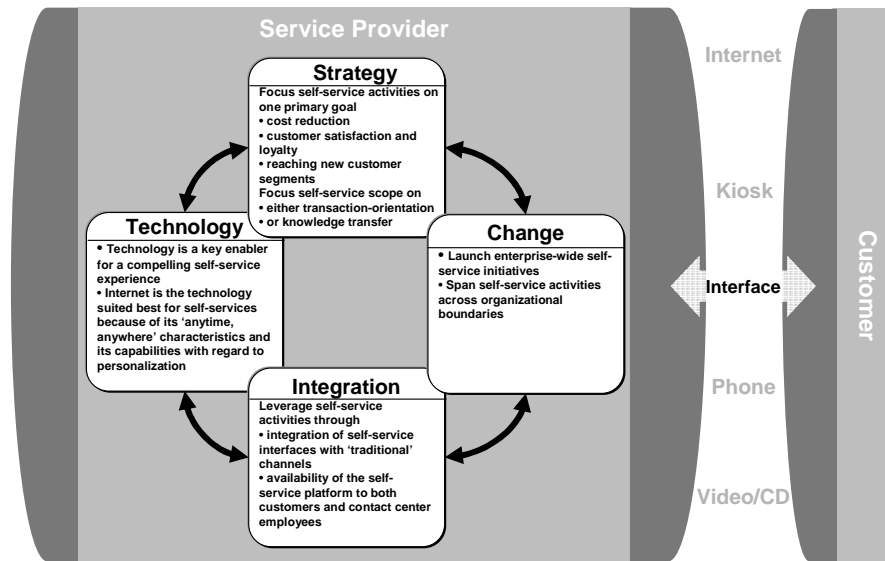 Service Provider
Strategy
Focus self-service activities on
one primary goal
• cost reduction
• customer satisfaction and
loyalty
• reaching new customer
segments
Focus self-service scope on
• either transaction-orientation
• or knowledge transfer
Technology
• Technology is a key enabler
for a compelling self-service
experience
• Internet is the technology
suited best for self-services
because of its ‘anytime,
anywhere’ characteristics and
its capabilities with regard to
personalization
Change
• Launch enterprise-wide self-
service initiatives
• Span self-service activities
across organizational
boundaries
Integration
Leverage self-service
activities through
• integration of self-service
interfaces with ‘traditional’
channels
• availability of the self-
service platform to both
customers and contact center
employees
Internet
Kiosk
Interface
Phone
Video/CD
Customer